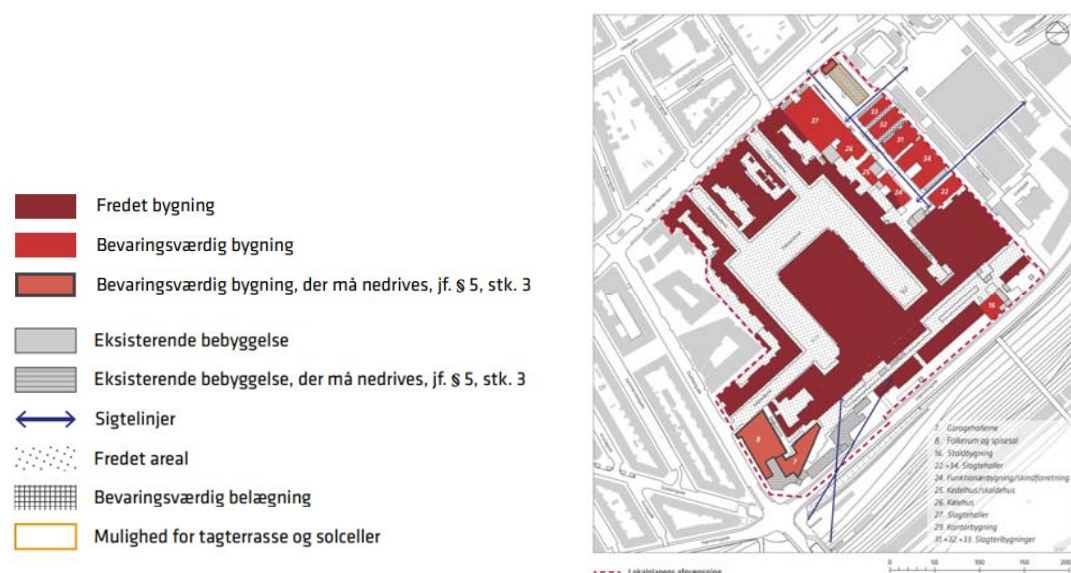 Fredet bygning
Bevaringsværdig bygning
Bevaringsværdig bygning, der må nedrives, jf. § 5, stk. 3
Eksisterende bebyggelse
Eksisterende bebyggelse, der må nedrives, jf. § 5, stk. 3
Sigtelinjer
Fredet areal
Bevaringsværdig belægning
Mulighed for tagterrasse og solceller
27
26
25
24
33
32
31
34
22
16
8
7
7. Garagehallerne
8. Folkerum og spisesal
16. Staldbygning
22.+34. Slagtehaller
24. Funktionærbygning/skindforretning
25. Kedelhus/skoldehus
26. Kølehus
27. Slagtehaller
29. Kontorbygning
31.+32.+33. Slagteribygninger
Lokalplanens afgrænsning
0 50 100 150 200